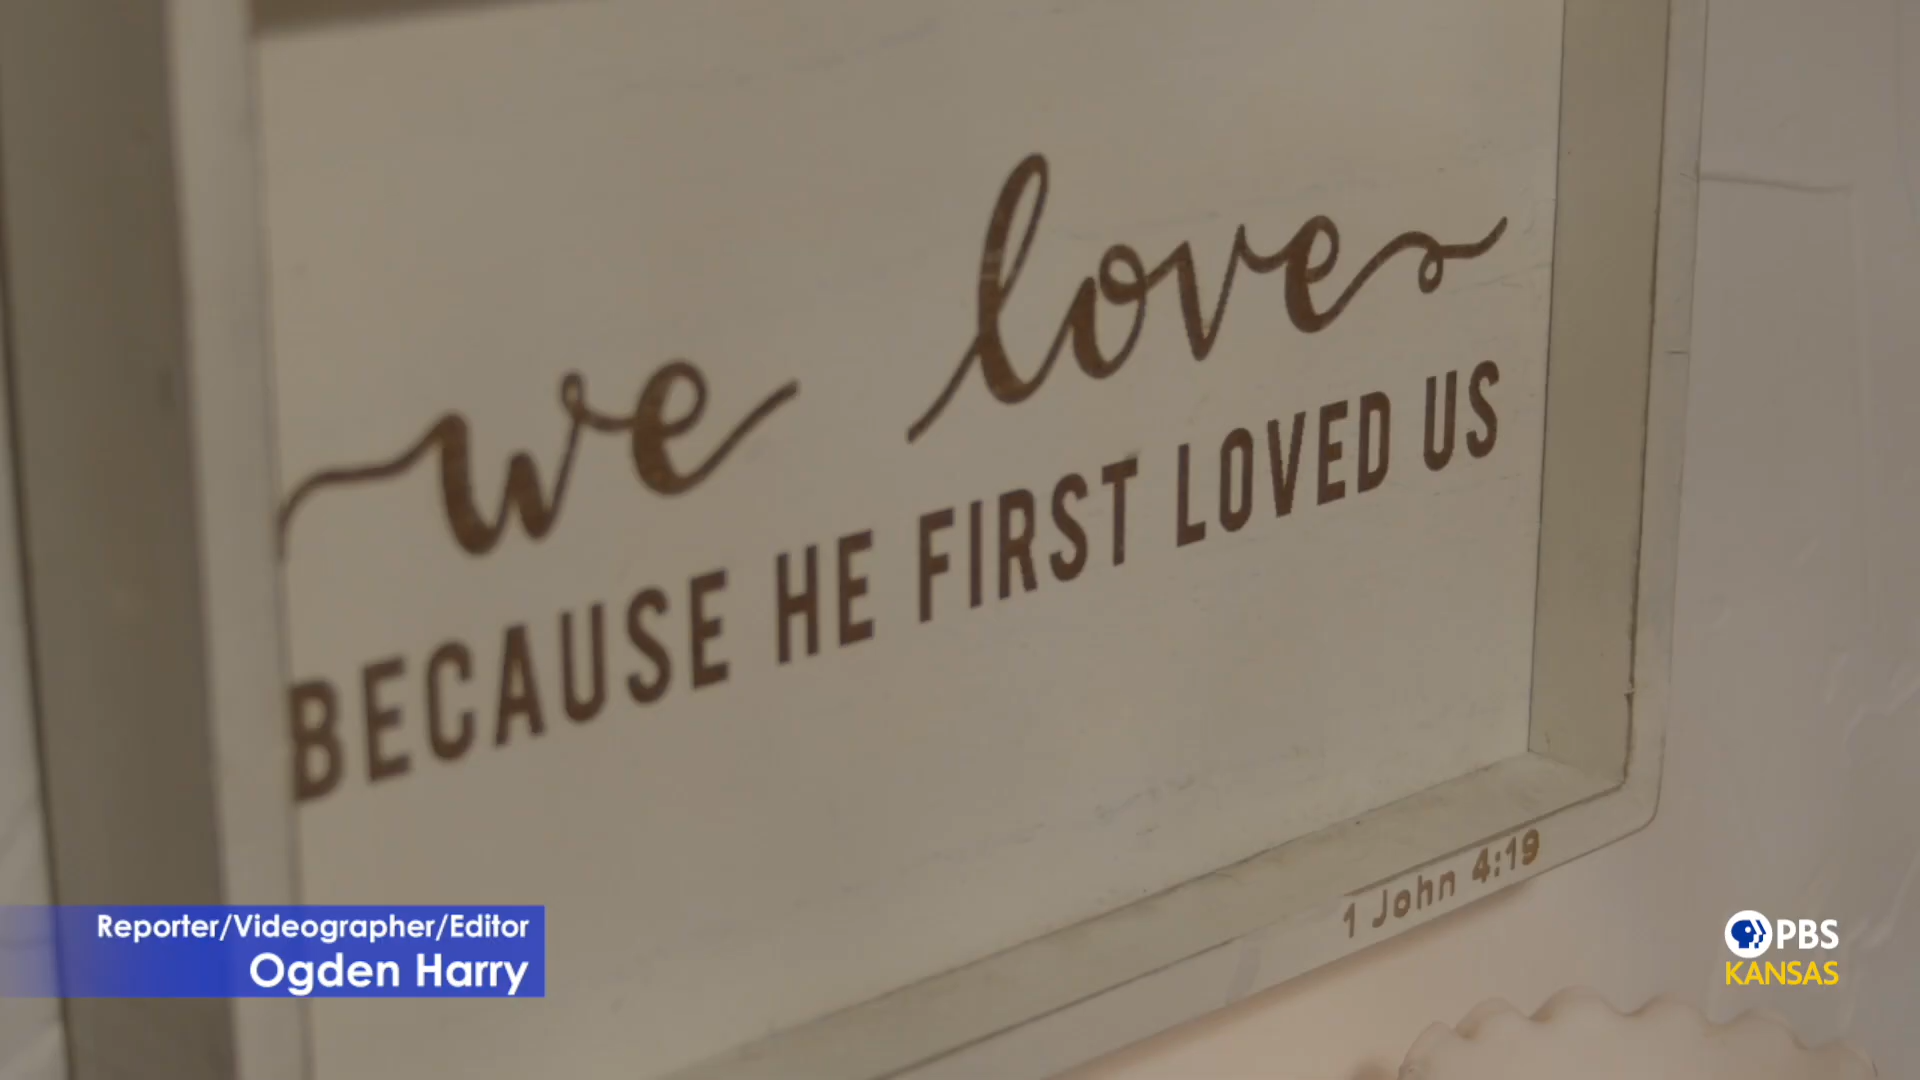 we love
BECAUSE HE FIRST LOVED US
1 John 4:19
Reporter/Videographer/Editor
Ogden Harry
PBS
KANSAS